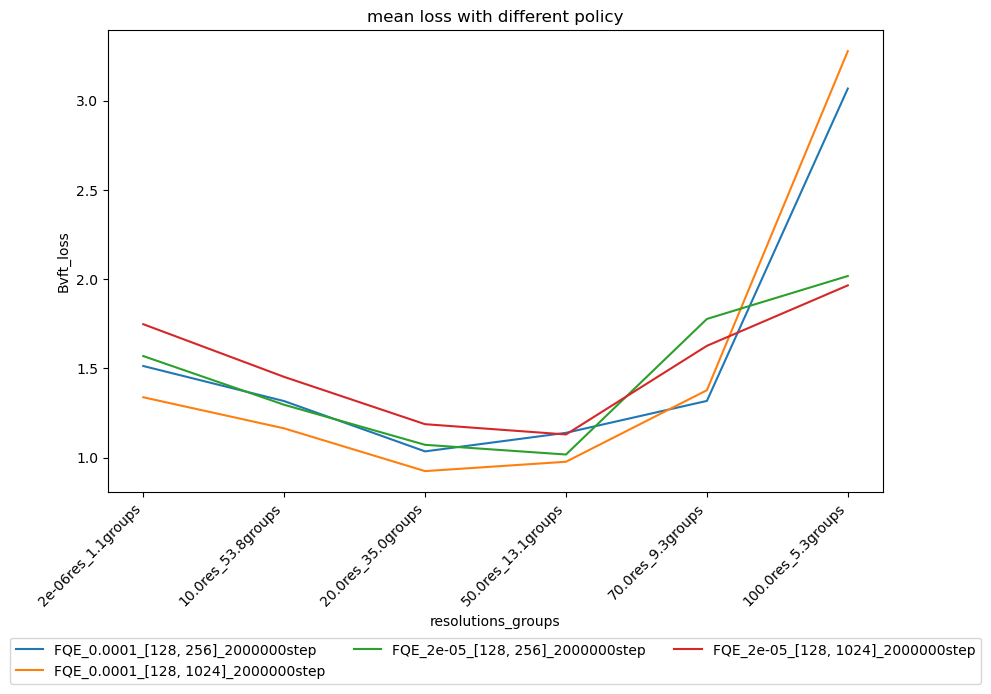 mean loss with different policy
Bvft_loss
3.0
2.5
2.0
1.5
1.0
2e-06res_1.1groups
10.0res_53.8groups
20.0res_35.0groups
50.0res_13.1groups
70.0res_9.3groups
100.0res_5.3groups
resolutions_groups
FQE_0.0001_[128, 256]_2000000step
FQE_0.0001_[128, 1024]_2000000step
FQE_2e-05_[128, 256]_2000000step
FQE_2e-05_[128, 1024]_2000000step